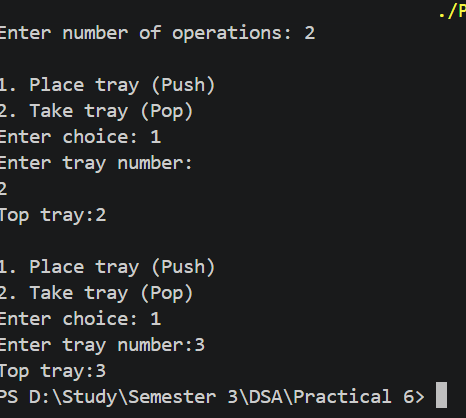 ./P
Enter number of operations: 2
1. Place tray (Push)
2. Take tray (Pop)
Enter choice: 1
Enter tray number:
2
Top tray:2
1. Place tray (Push)
2. Take tray (Pop)
Enter choice: 1
Enter tray number:3
Top tray:3
PS D:\Study\Semester 3\DSA\Practical 6>